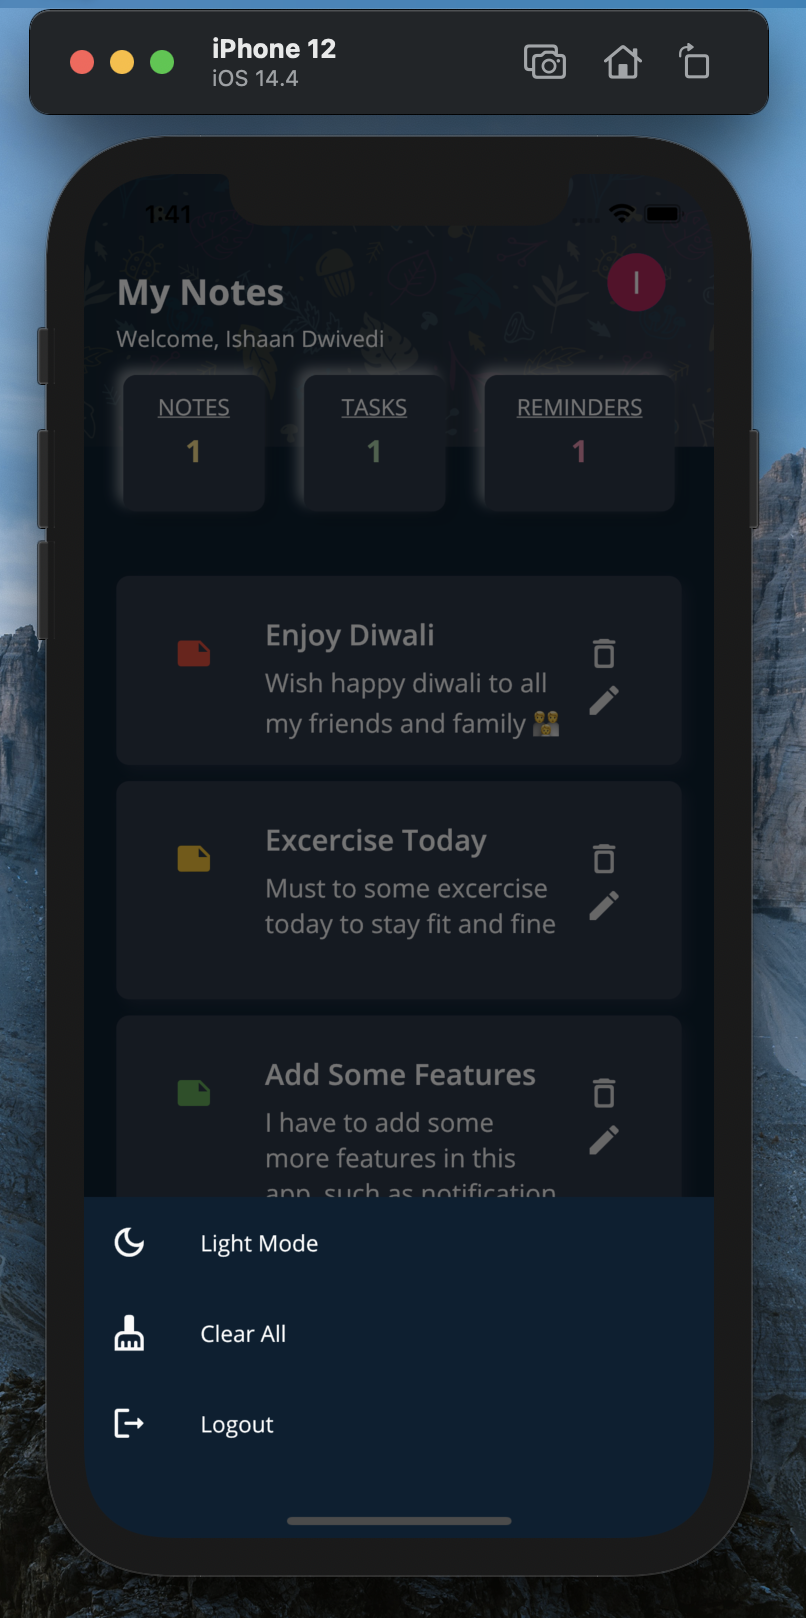 iPhone 12
iOS 14.4
1:41
My Notes
I
Welcome, Ishaan Dwivedi
NOTES
TASKS
REMINDERS
1
1
1
Enjoy Diwali
Wish happy diwali to all
my friends and family 👨‍👩‍👦
Excercise Today
Must to some excercise
today to stay fit and fine
Add Some Features
I have to add some
more features in this
app, such as notification
Light Mode
Clear All
Logout